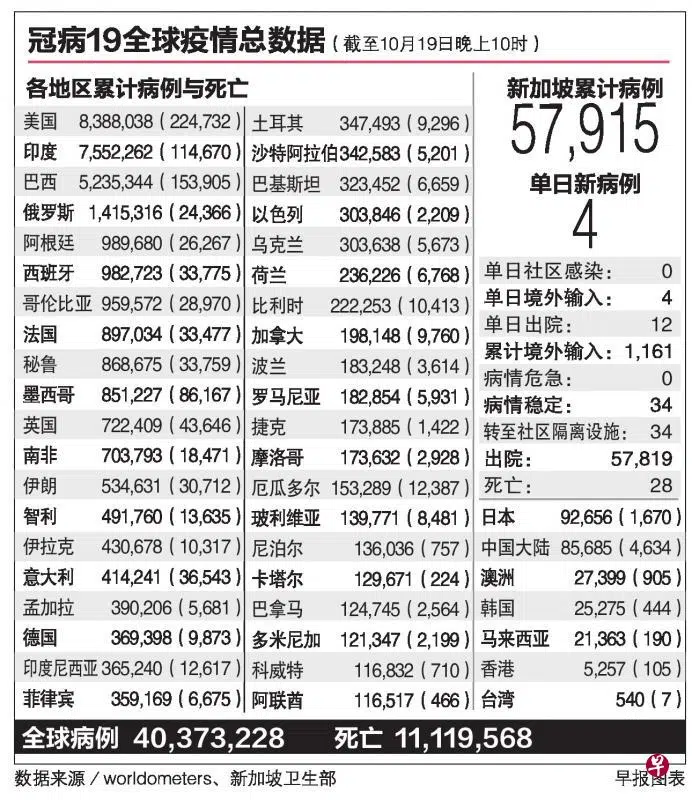 冠病19全球疫情总数据（截至10月19日晚上10时）
各地区累计病例与死亡
美国 8,388,038（224,732）
印度 7,552,262（114,670）
巴西 5,235,344（153,905）
俄罗斯 1,415,316（24,366）
阿根廷 989,680（26,267）
西班牙 982,723（33,775）
哥伦比亚 959,572（28,970）
法国 897,034（33,477）
秘鲁 868,675（33,759）
墨西哥 851,227（86,167）
英国 722,409（43,646）
南非 703,793（18,471）
伊朗 534,631（30,712）
智利 491,760（13,635）
伊拉克 430,678（10,317）
意大利 414,241（36,543）
孟加拉 390,206（5,681）
德国 369,398（9,873）
印度尼西亚 365,240（12,617）
菲律宾 359,169（6,675）
土耳其 347,493（9,296）
沙特阿拉伯 342,583（5,201）
巴基斯坦 323,452（6,659）
以色列 303,846（2,209）
乌克兰 303,638（5,673）
荷兰 236,226（6,768）
比利时 222,253（10,413）
加拿大 198,148（9,760）
波兰 183,248（3,614）
罗马尼亚 182,854（5,931）
捷克 173,885（1,422）
摩洛哥 173,632（2,928）
厄瓜多尔 153,289（12,387）
玻利维亚 139,771（8,481）
尼泊尔 136,036（757）
卡塔尔 129,671（224）
巴拿马 124,745（2,564）
多米尼加 121,347（2,199）
科威特 116,832（710）
阿联酋 116,517（466）
新加坡累计病例
57,915
单日新病例
4
单日社区感染： 0
单日境外输入： 4
单日出院： 12
累计境外输入： 1,161
病情危急： 0
病情稳定： 34
转至社区隔离设施： 34
出院： 57,819
死亡： 28
日本 92,656（1,670）
中国大陆 85,685（4,634）
澳洲 27,399（905）
韩国 25,275（444）
马来西亚 21,363（190）
香港 5,257（105）
台湾 540（7）
全球病例 40,373,228 死亡 11,119,568
数据来源／worldometers、新加坡卫生部
早
早报图表